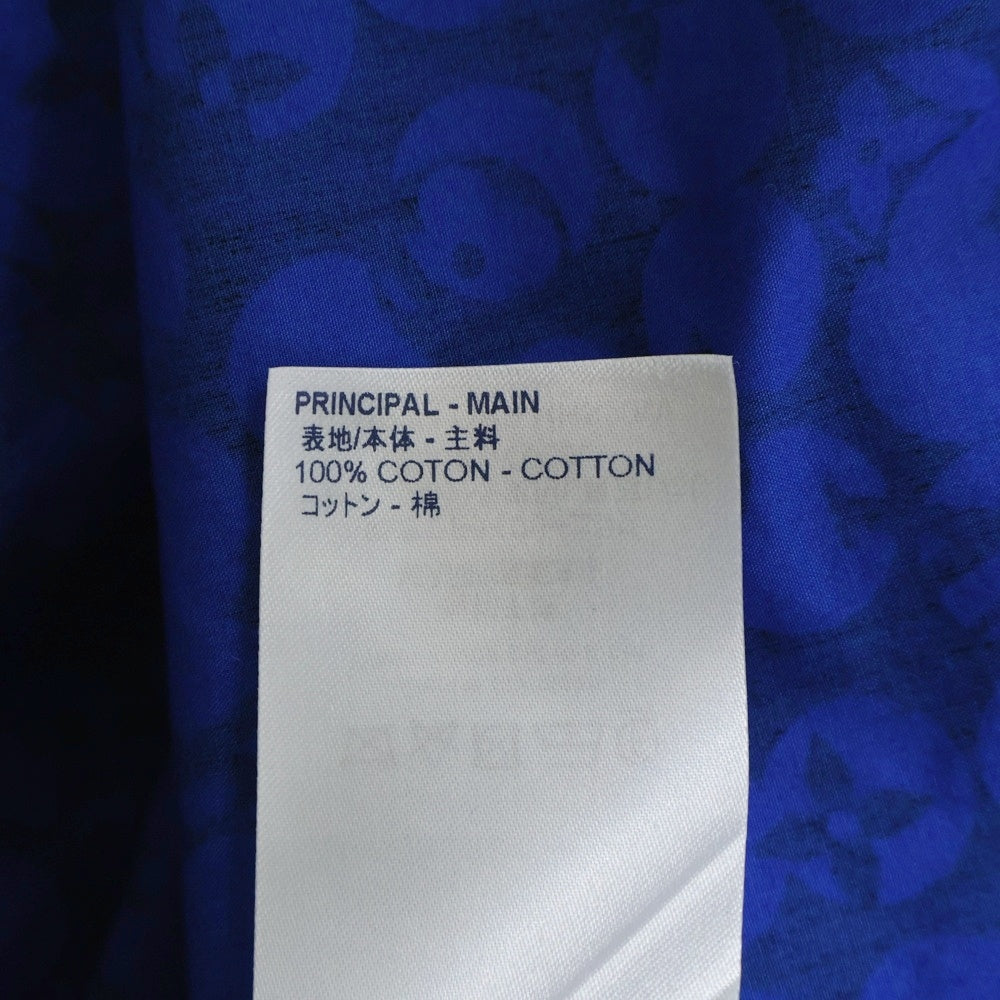 PRINCIPAL - MAIN
表地/本体 - 主料
100% COTON - COTTON
コットン - 棉